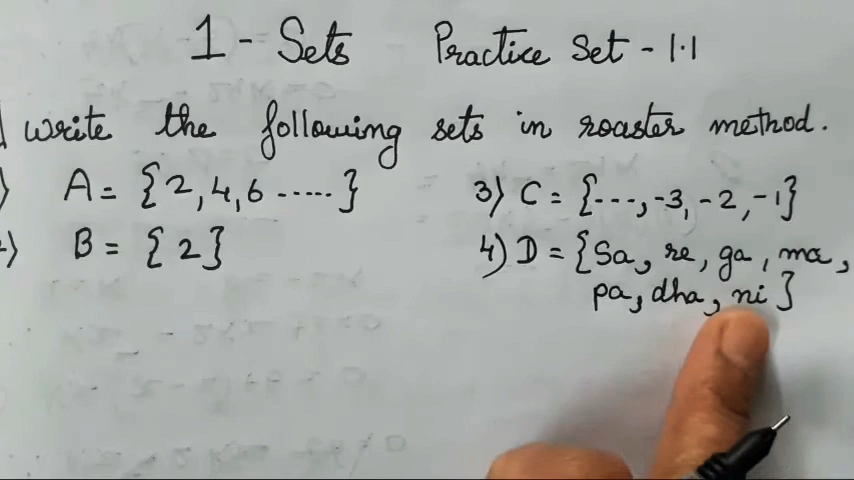 1 - Sets Practice Set - 1.1
write the following sets in roaster method.
A = {2, 4, 6 .....} 3) C = {---, -3, -2, -1}
B = {2} 4) D = {Sa, re, ga, ma,
pa, dha, ni}